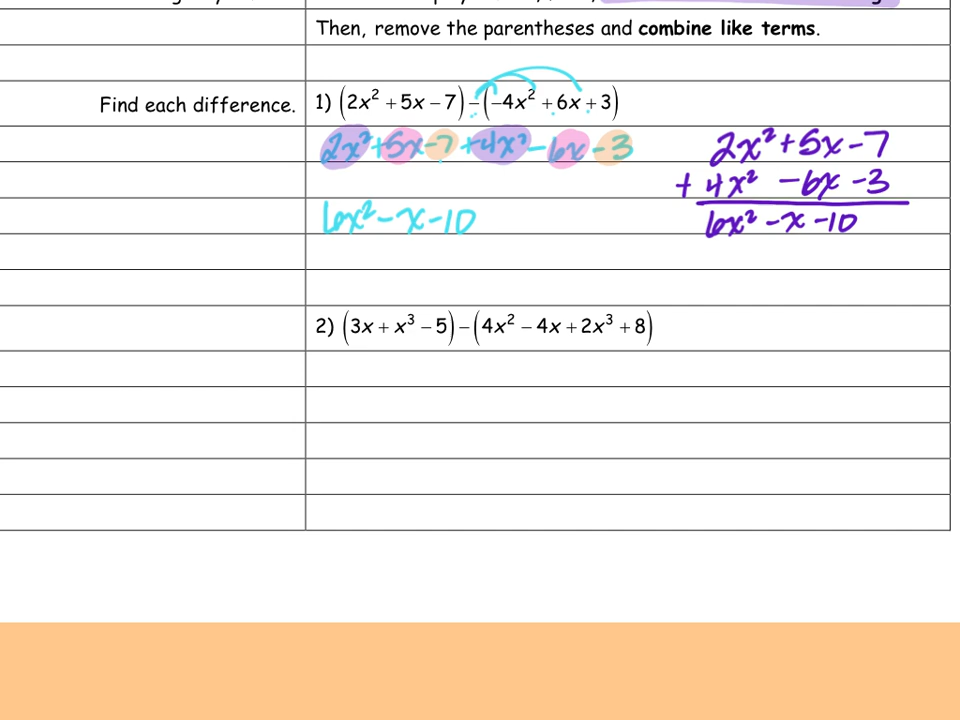 Then, remove the parentheses and combine like terms.
Find each difference. 1) (2x² + 5x − 7) − (−4x² + 6x + 3)
2x² + 5x − 7 + 4x² − 6x − 3
2x² + 5x − 7
+ 4x² − 6x − 3
6x² − x − 10
6x² − x − 10
2) (3x + x³ − 5) − (4x² − 4x + 2x³ + 8)